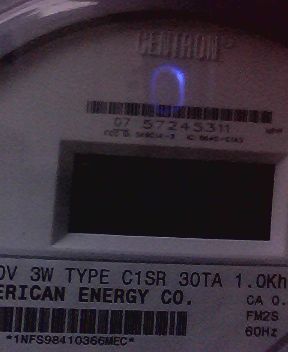 CENTRON®
07 57245311
0V 3W TYPE C1SR 30TA 1.0Kh
ERICAN ENERGY CO.
CA 0.
FM2S
60Hz
*1NFS98410366MEC*